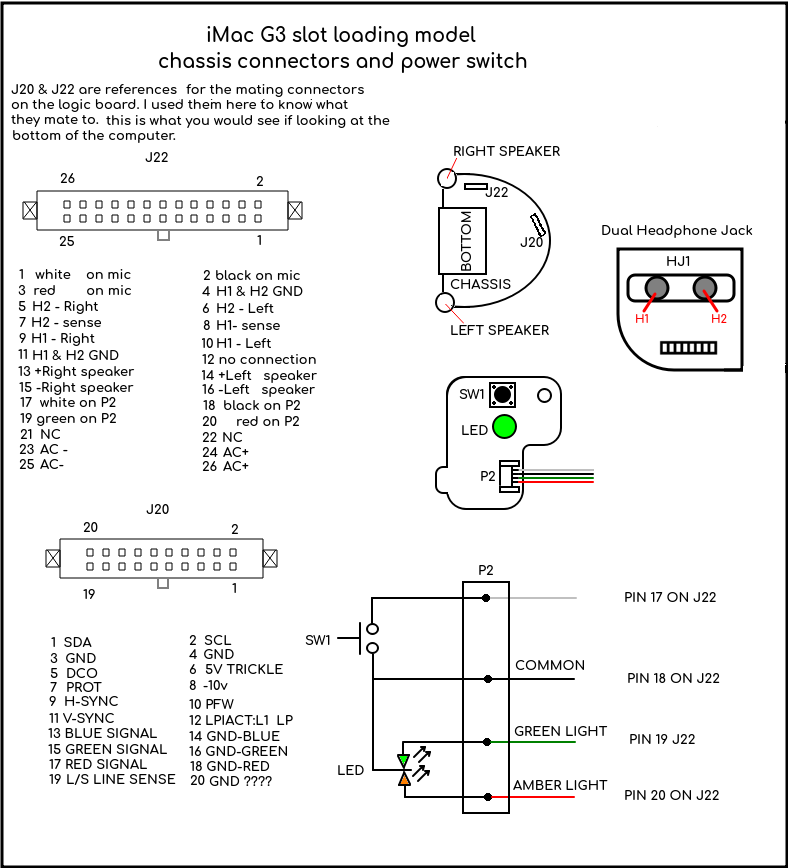 iMac G3 slot loading model
chassis connectors and power switch
J20 & J22 are references for the mating connectors
on the logic board. I used them here to know what
they mate to. this is what you would see if looking at the
bottom of the computer.
J22
26 2
25 1
1 white on mic
3 red on mic
5 H2 - Right
7 H2 - sense
9 H1 - Right
11 H1 & H2 GND
13 +Right speaker
15 -Right speaker
17 white on P2
19 green on P2
21 NC
23 AC -
25 AC-
2 black on mic
4 H1 & H2 GND
6 H2 - Left
8 H1- sense
10 H1 - Left
12 no connection
14 +Left speaker
16 -Left speaker
18 black on P2
20 red on P2
22 NC
24 AC+
26 AC+
RIGHT SPEAKER
J22
BOTTOM
J20
CHASSIS
LEFT SPEAKER
Dual Headphone Jack
HJ1
H1 H2
SW1
LED
P2
J20
20 2
19 1
1 SDA
3 GND
5 DCO
7 PROT
9 H-SYNC
11 V-SYNC
13 BLUE SIGNAL
15 GREEN SIGNAL
17 RED SIGNAL
19 L/S LINE SENSE
2 SCL
4 GND
6 5V TRICKLE
8 -10v
10 PFW
12 LPIACT:L1 LP
14 GND-BLUE
16 GND-GREEN
18 GND-RED
20 GND ????
P2
PIN 17 ON J22
SW1
COMMON
PIN 18 ON J22
GREEN LIGHT
PIN 19 J22
LED
AMBER LIGHT
PIN 20 ON J22